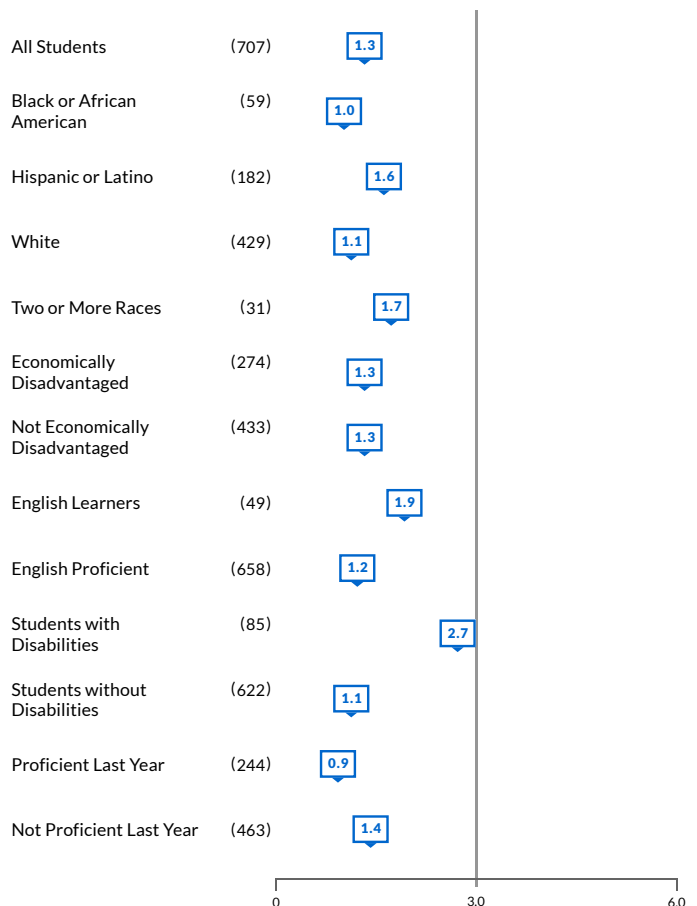 All Students (707) 1.3
Black or African (59)
American
1.0
Hispanic or Latino (182) 1.6
White (429) 1.1
Two or More Races (31) 1.7
Economically (274)
Disadvantaged
1.3
Not Economically (433)
Disadvantaged
1.3
English Learners (49) 1.9
English Proficient (658) 1.2
Students with (85)
Disabilities
2.7
Students without (622)
Disabilities
1.1
Proficient Last Year (244) 0.9
Not Proficient Last Year (463) 1.4
0 3.0 6.0